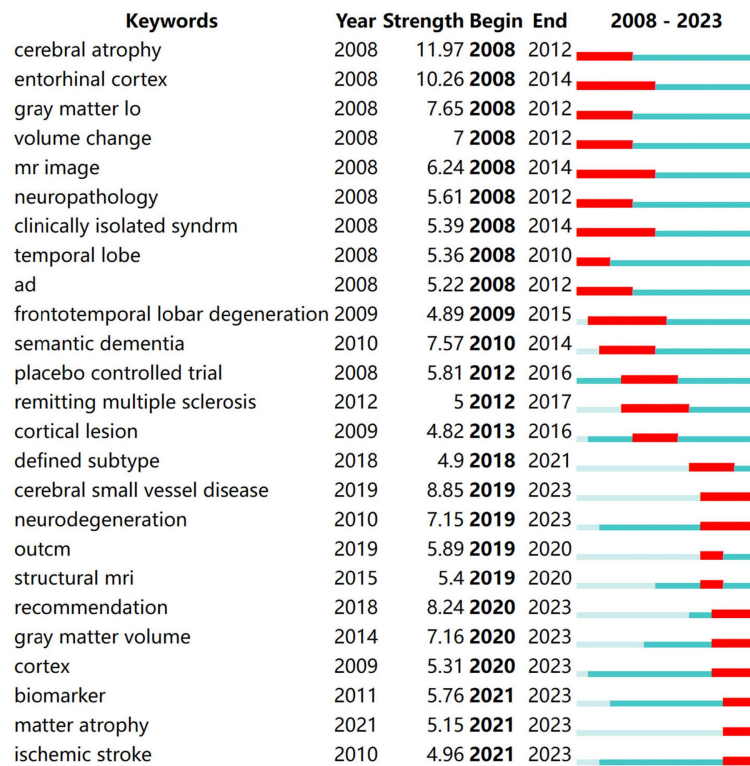 Keywords Year Strength Begin End 2008 - 2023
cerebral atrophy 2008 11.97 2008 2012
entorhinal cortex 2008 10.26 2008 2014
gray matter lo 2008 7.65 2008 2012
volume change 2008 7 2008 2012
mr image 2008 6.24 2008 2014
neuropathology 2008 5.61 2008 2012
clinically isolated syndrm 2008 5.39 2008 2014
temporal lobe 2008 5.36 2008 2010
ad 2008 5.22 2008 2012
frontotemporal lobar degeneration 2009 4.89 2009 2015
semantic dementia 2010 7.57 2010 2014
placebo controlled trial 2008 5.81 2012 2016
remitting multiple sclerosis 2012 5 2012 2017
cortical lesion 2009 4.82 2013 2016
defined subtype 2018 4.9 2018 2021
cerebral small vessel disease 2019 8.85 2019 2023
neurodegeneration 2010 7.15 2019 2023
outcm 2019 5.89 2019 2020
structural mri 2015 5.4 2019 2020
recommendation 2018 8.24 2020 2023
gray matter volume 2014 7.16 2020 2023
cortex 2009 5.31 2020 2023
biomarker 2011 5.76 2021 2023
matter atrophy 2021 5.15 2021 2023
ischemic stroke 2010 4.96 2021 2023